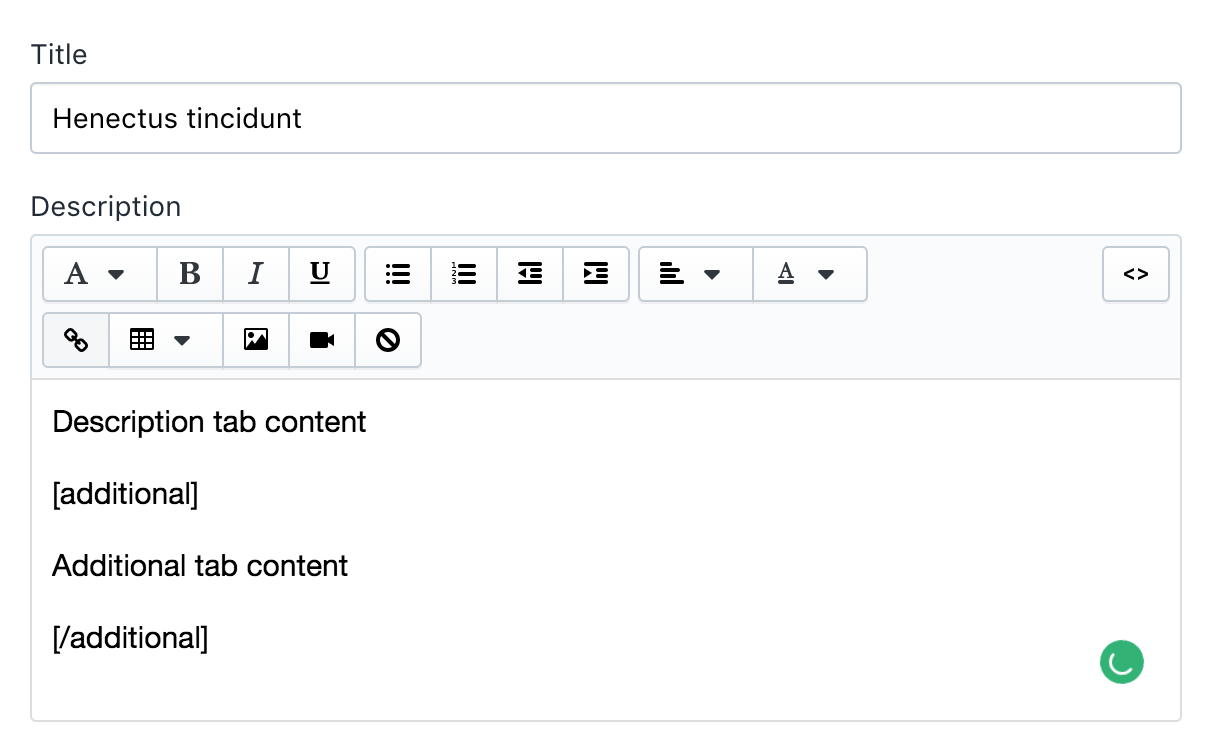 Title
Henectus tincidunt
Description
A B I U A <>
Description tab content
[additional]
Additional tab content
[/additional]